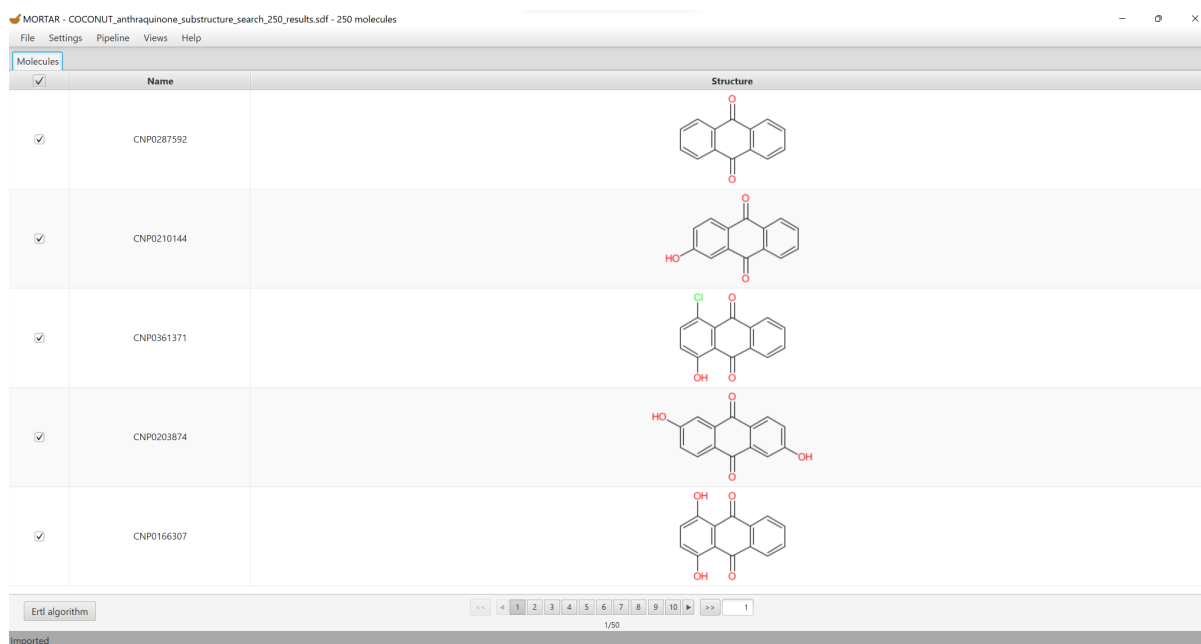 MORTAR - COCONUT_anthraquinone_substructure_search_250_results.sdf - 250 molecules
File Settings Pipeline Views Help
Molecules
Name Structure
O
CNP0287592
O
O
CNP0210144
HO
O
Cl O
CNP0361371
OH O
O
HO
CNP0203874
OH
O
OH O
CNP0166307
OH O
Ertl algorithm
<< 1 2 3 4 5 6 7 8 9 10 >> 1
1/50
Imported